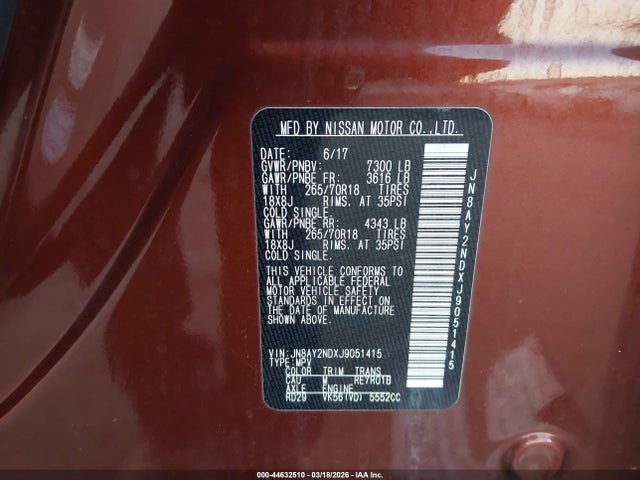 MFD BY NISSAN MOTOR CO.,LTD.
DATE: 6/17
GVWR/PNBV: 7300 LB
GAWR/PNBE FR: 3616 LB
WITH 265/70R18 TIRES
18X8J RIMS. AT 35PSI
COLD SINGLE.
GAWR/PNBE RR: 4343 LB
WITH 265/70R18 TIRES
18X8J RIMS. AT 35PSI
COLD SINGLE.
THIS VEHICLE CONFORMS TO
ALL APPLICABLE FEDERAL
MOTOR VEHICLE SAFETY
STANDARDS IN EFFECT ON
THE DATE OF MANUFACTURE
SHOWN ABOVE.
VIN:JN8AY2NDXJ9051415
TYPE:MPV
COLOR TRIM TRANS
CAU M RE7R01B
AXLE ENGINE
RD29 VK56(VD) 5552CC
JN8AY2NDXJ9051415
000-44632510 - 03/18/2026 - IAA Inc.